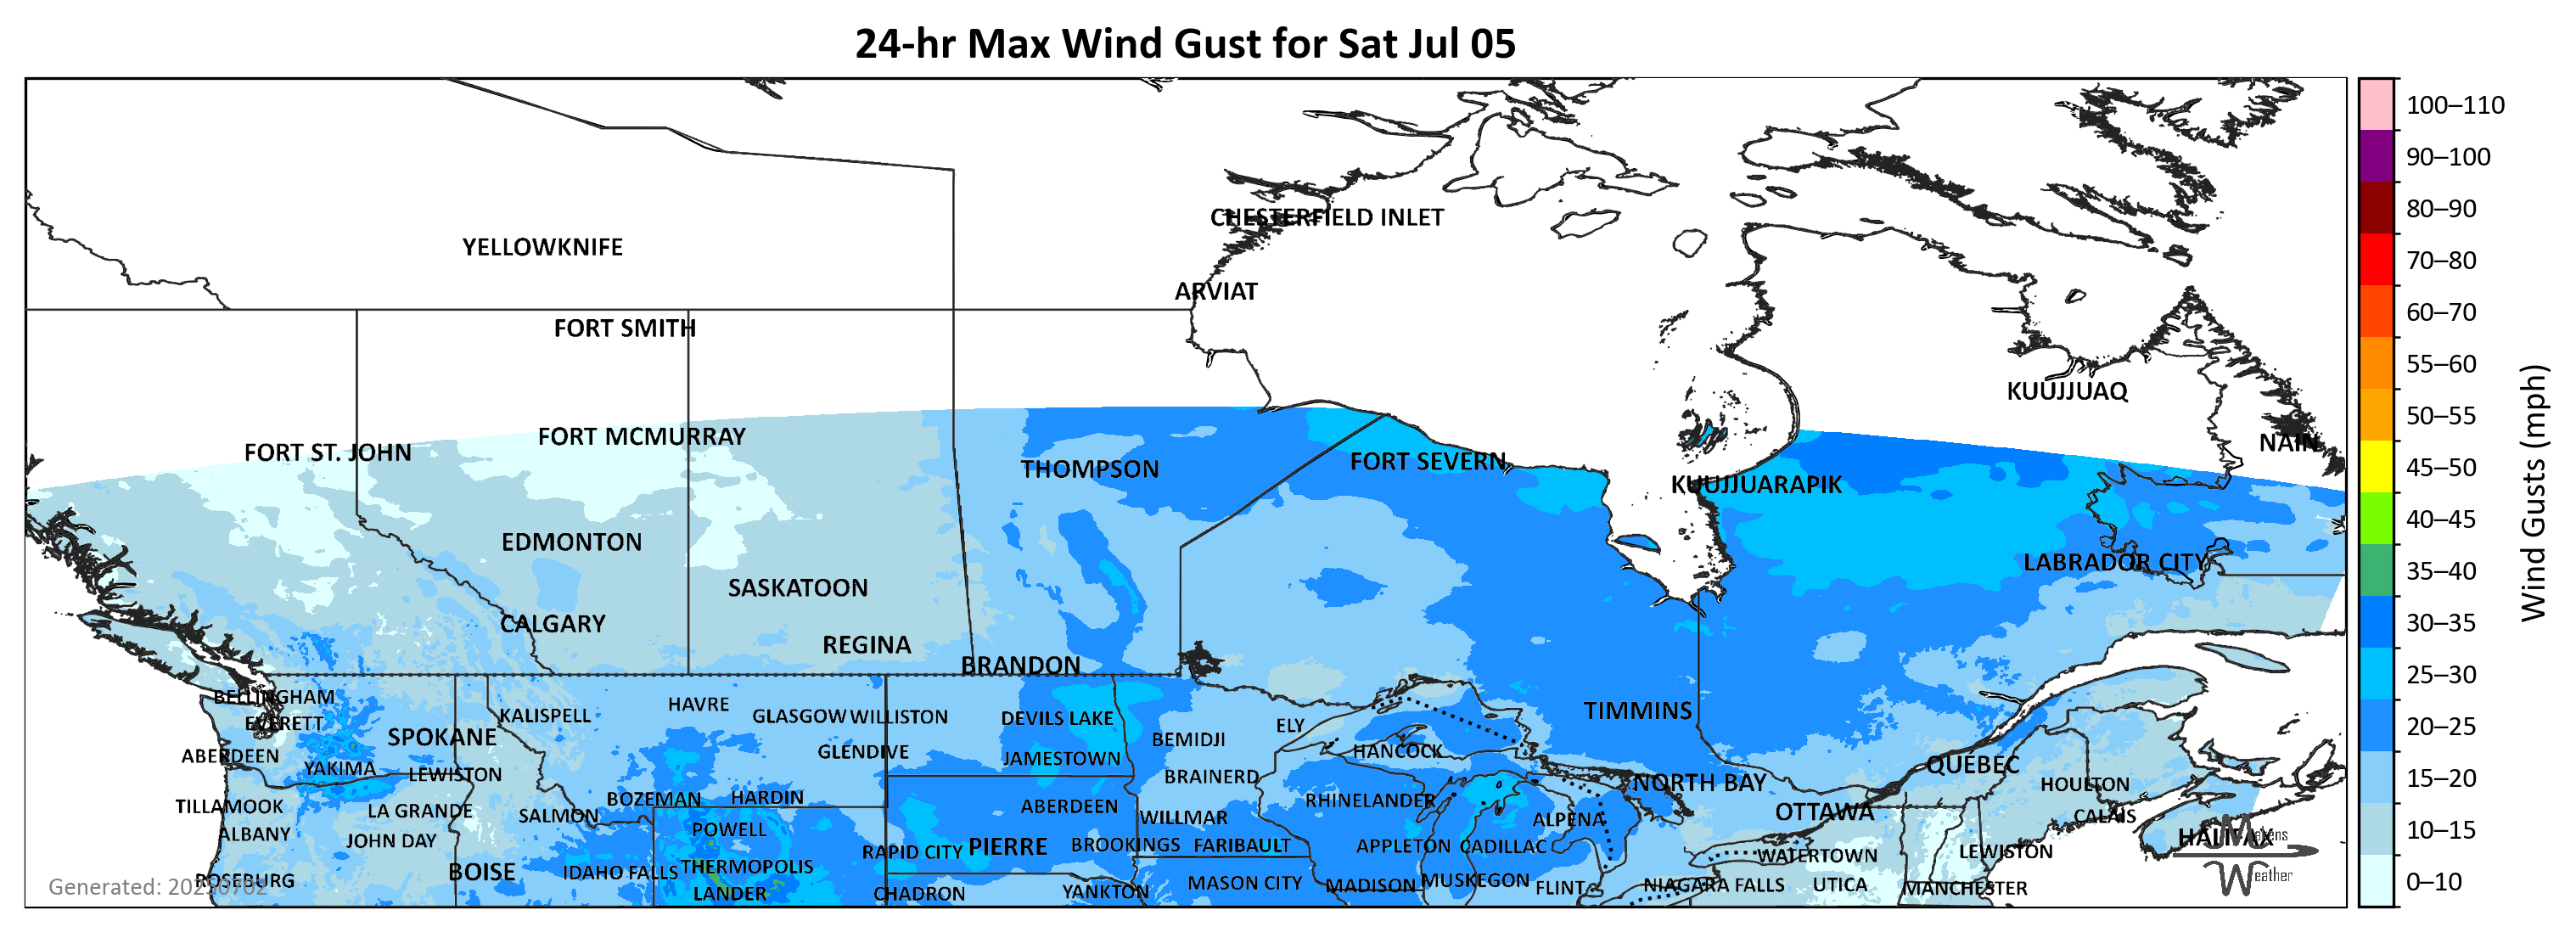 24-hr Max Wind Gust for Sat Jul 05
CHESTERFIELD INLET
YELLOWKNIFE
ARVIAT
FORT SMITH
KUUJJUAQ
FORT MCMURRAY
NAIN
FORT ST. JOHN
FORT SEVERN
THOMPSON
KUUJJUARAPIK
EDMONTON
LABRADOR CITY
SASKATOON
CALGARY
REGINA
BRANDON
BELLINGHAM
HAVRE
KALISPELL
GLASGOW
WILLISTON
DEVILS LAKE
TIMMINS
EVERETT
ELY
SPOKANE
BEMIDJI
HANCOCK
GLENDIVE
ABERDEEN
JAMESTOWN
QUEBEC
YAKIMA
LEWISTON
BRAINERD
NORTH BAY
HOULTON
BOZEMAN
HARDIN
RHINELANDER
TILLAMOOK
LA GRANDE
ABERDEEN
SALMON
WILLMAR
OTTAWA
CALAIS
ALPENA
POWELL
ALBANY
HALIFAX
JOHN DAY
PIERRE
BROOKINGS
FARIBAULT
APPLETON
CADILLAC
RAPID CITY
LEWISTON
WATERTOWN
THERMOPOLIS
BOISE
IDAHO FALLS
ROSEBURG
MUSKEGON
MASON CITY
MADISON
FLINT
NIAGARA FALLS
UTICA
MANCHESTER
LANDER
CHADRON
YANKTON
Generated: 20250702
Makens
Weather
100–110
90–100
80–90
70–80
60–70
55–60
50–55
45–50
40–45
35–40
30–35
25–30
20–25
15–20
10–15
0–10
Wind Gusts (mph)